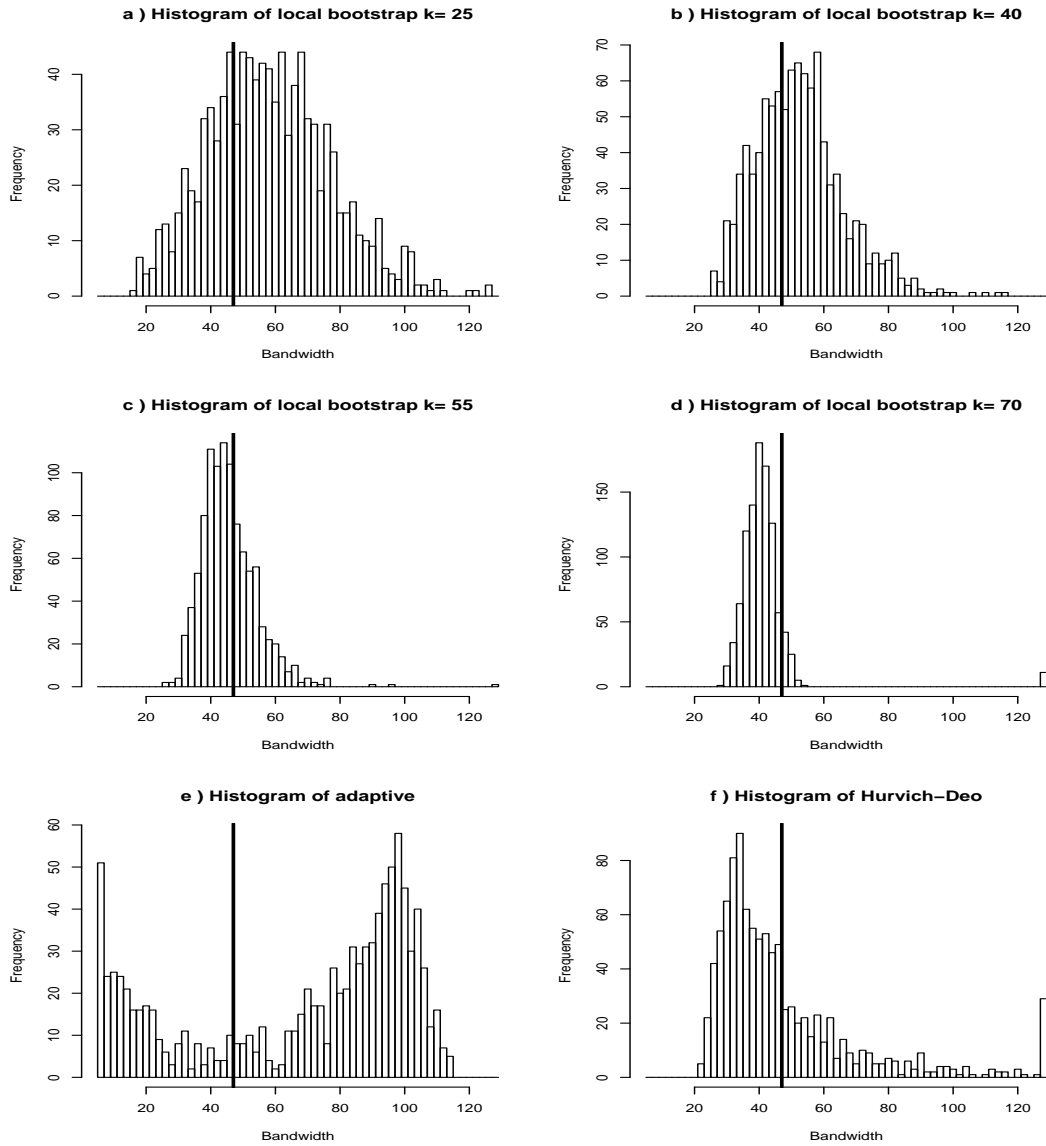 a ) Histogram of local bootstrap k= 25
Frequency
0 10 20 30 40
20 40 60 80 100 120
Bandwidth
b ) Histogram of local bootstrap k= 40
Frequency
0 10 20 30 40 50 60 70
20 40 60 80 100 120
Bandwidth
c ) Histogram of local bootstrap k= 55
Frequency
0 20 40 60 80 100
20 40 60 80 100 120
Bandwidth
d ) Histogram of local bootstrap k= 70
Frequency
0 50 100 150
20 40 60 80 100 120
Bandwidth
e ) Histogram of adaptive
Frequency
0 10 20 30 40 50 60
20 40 60 80 100 120
Bandwidth
f ) Histogram of Hurvich−Deo
Frequency
0 20 40 60 80
20 40 60 80 100 120
Bandwidth